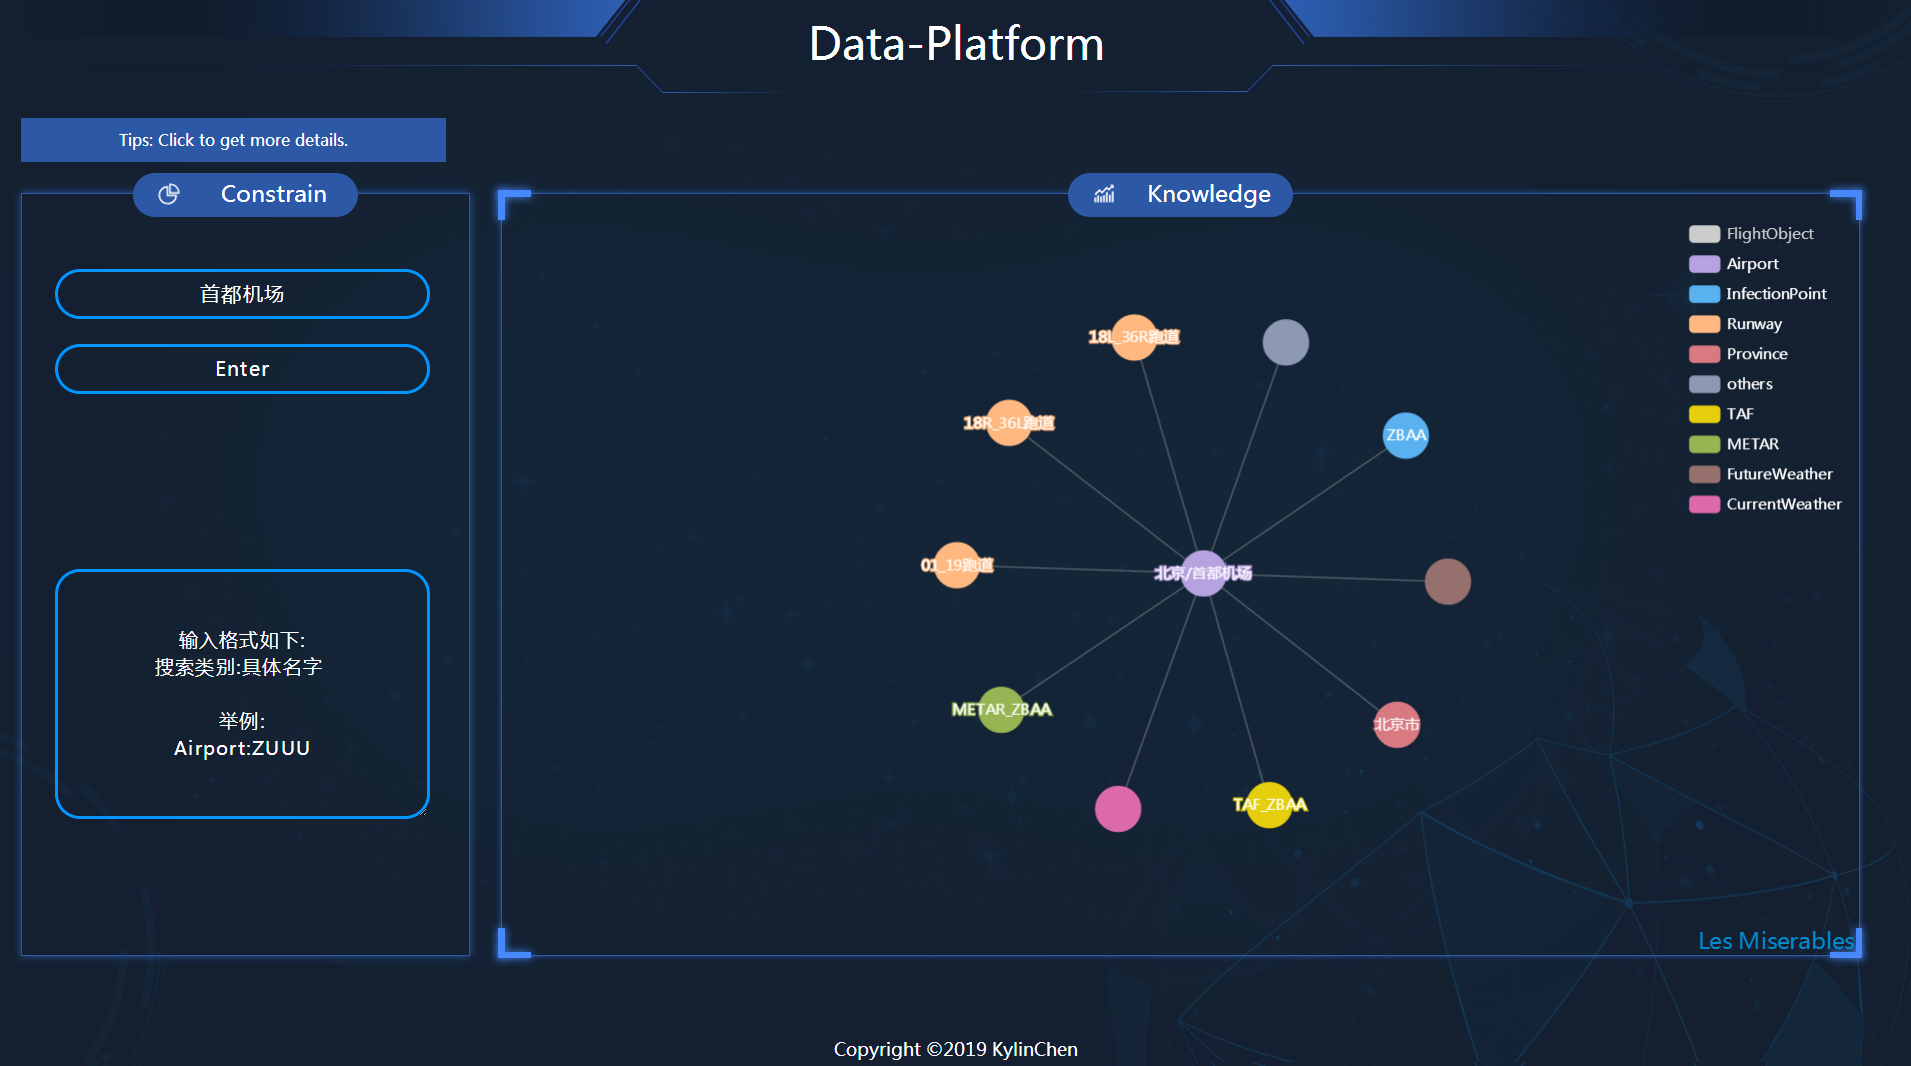 Data-Platform
Tips: Click to get more details.
Constrain
首都机场
Enter
输入格式如下:
搜索类别:具体名字
举例:
Airport:ZUUU
Knowledge
FlightObject
Airport
InfectionPoint
Runway
Province
others
TAF
METAR
FutureWeather
CurrentWeather
18L_36R跑道
18R_36L跑道
ZBAA
01_19跑道
北京/首都机场
METAR_ZBAA
北京市
TAF_ZBAA
Les Miserables
Copyright ©2019 KylinChen